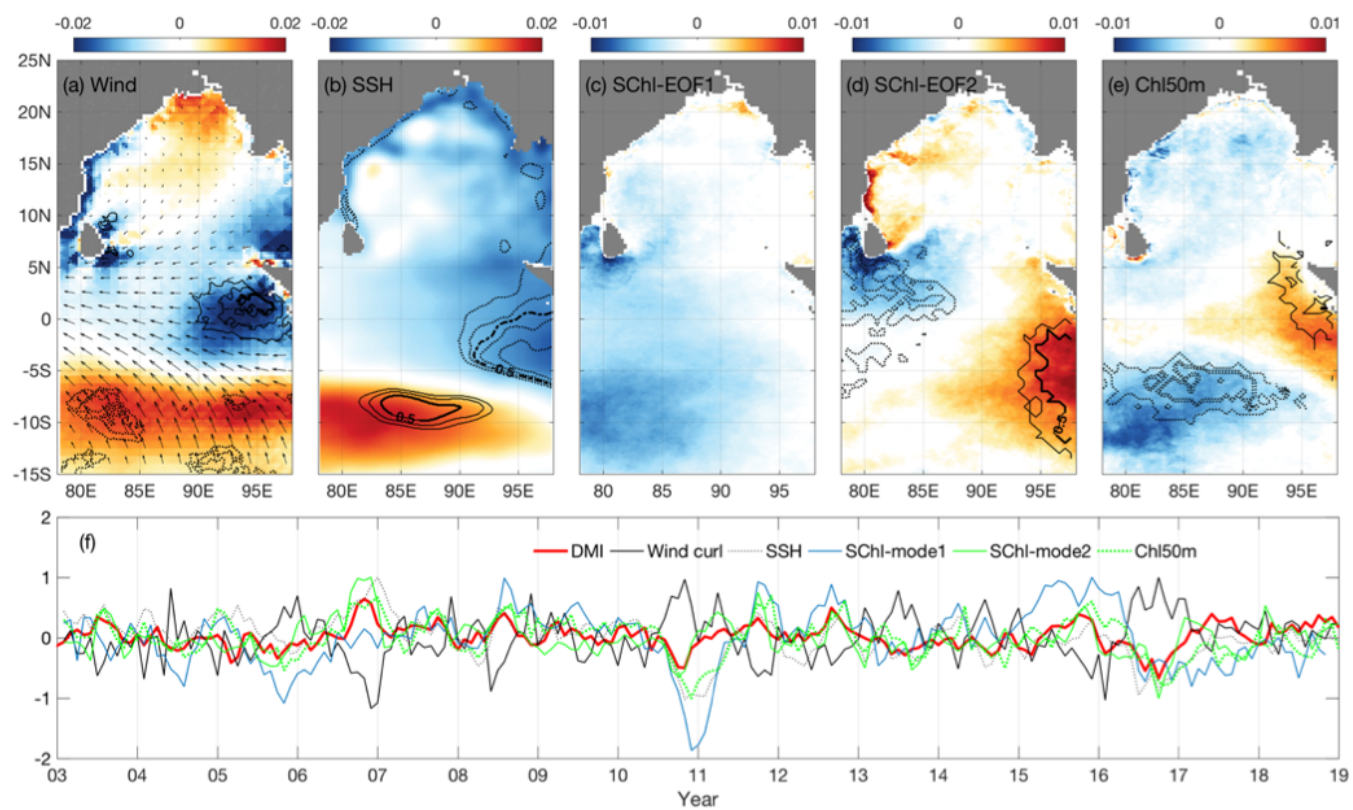 -0.02 0 0.02 -0.02 0 0.02 -0.01 0 0.01 -0.01 0 0.01 -0.01 0 0.01
25N
(a) Wind (b) SSH (c) SChl-EOF1 (d) SChl-EOF2 (e) Chl50m
20N
15N
10N
5N
0
-5S
-10S
-15S
0.5
0.5
0.5
80E 85E 90E 95E 80E 85E 90E 95E 80 85 90 95 80E 85E 90E 95E 80E 85E 90E 95E
2
(f)
DMI Wind curl SSH SChl-mode1 SChl-mode2 Chl50m
1
0
-1
-2
03 04 05 06 07 08 09 10 11 12 13 14 15 16 17 18 19
Year